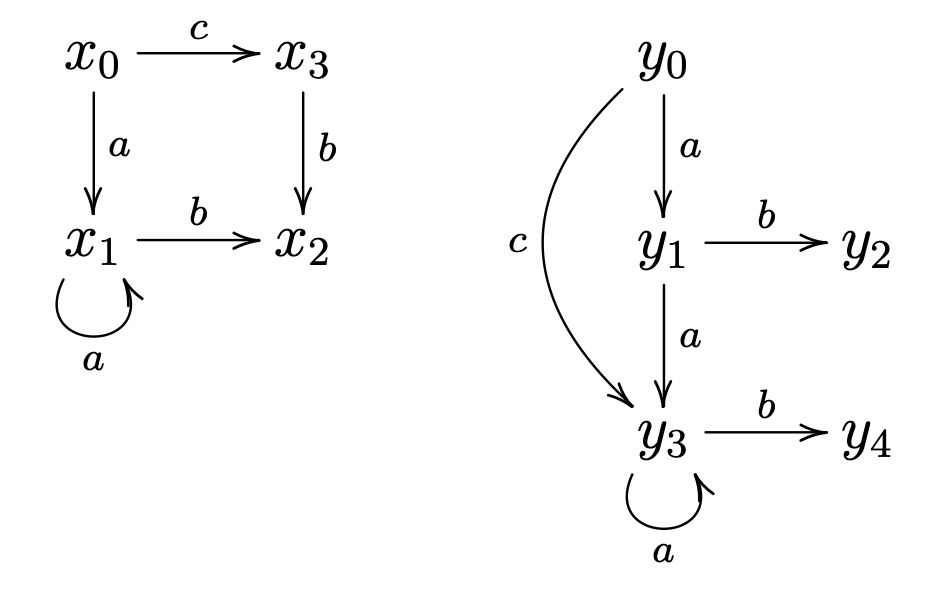 x₀ c x₃ y₀
a b a
c
x₁ b x₂ y₁ b y₂
a a
y₃ b y₄
a